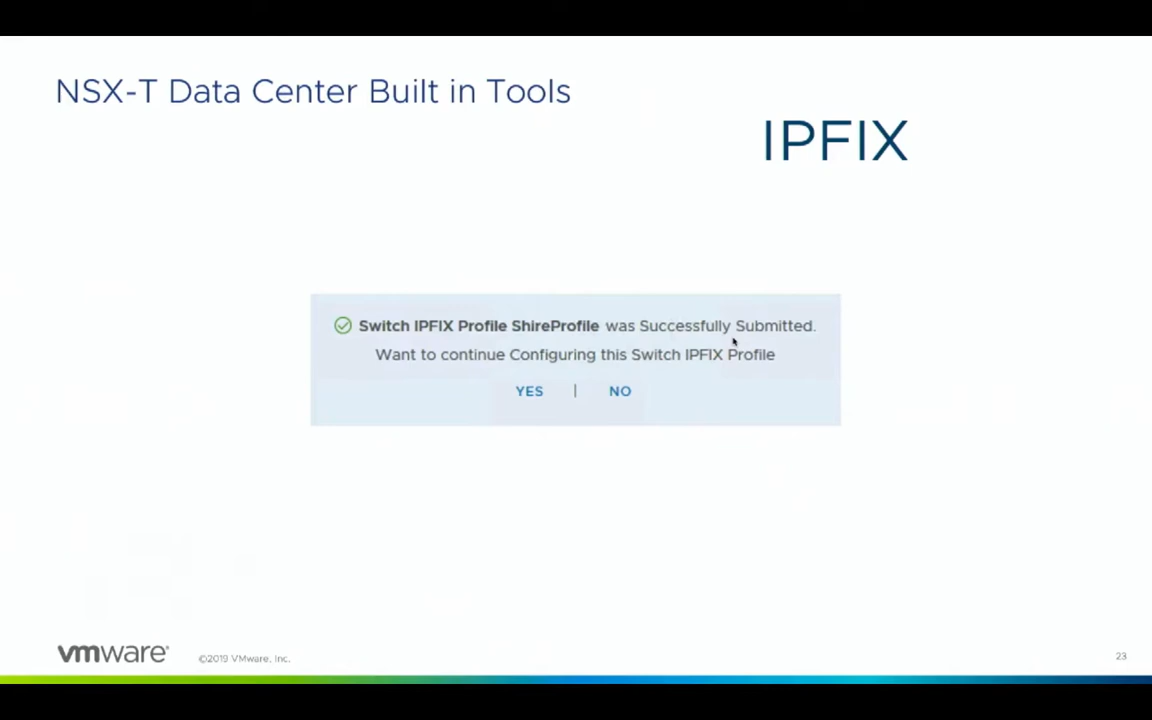 NSX-T Data Center Built in Tools
IPFIX
Switch IPFIX Profile ShireProfile was Successfully Submitted.
Want to continue Configuring this Switch IPFIX Profile
YES | NO
vmware®
©2019 VMware, Inc.
23